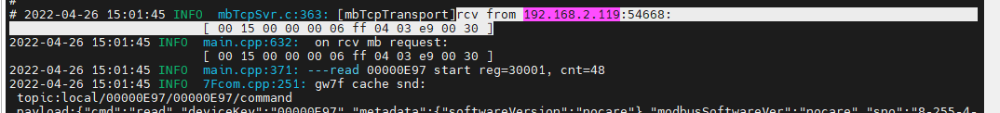 # 2022-04-26 15:01:45 INFO mbTcpSvr.c:363: [mbTcpTransport]rcv from 192.168.2.119:54668:
[ 00 15 00 00 00 06 ff 04 03 e9 00 30 ]
2022-04-26 15:01:45 INFO main.cpp:632: on rcv mb request:
[ 00 15 00 00 00 06 ff 04 03 e9 00 30 ]
2022-04-26 15:01:45 INFO main.cpp:371: ---read 00000E97 start reg=30001, cnt=48
2022-04-26 15:01:45 INFO 7Fcom.cpp:251: gw7f cache snd:
topic:local/00000E97/00000E97/command
payload:{"cmd":"read","deviceKey":"00000E97","metadata":{"softwareVersion":"nocare"},"modbusSoftwareVer":"nocare","sno":"8-255-4-